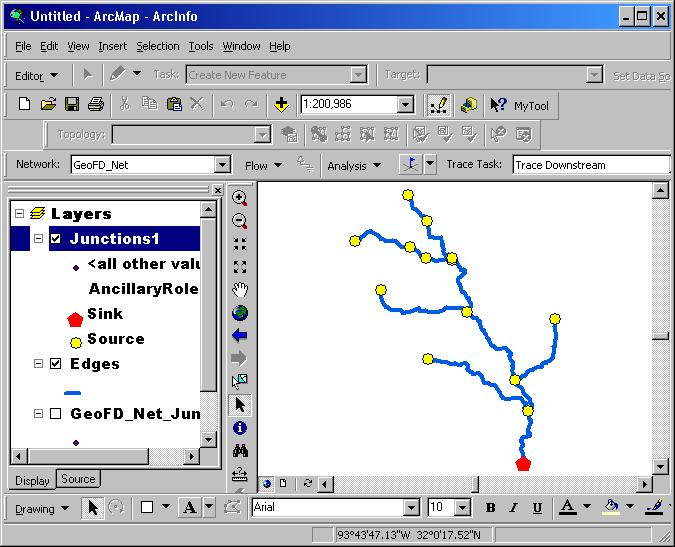 Untitled - ArcMap - ArcInfo
File Edit View Insert Selection Tools Window Help
Editor Task: Create New Feature Target: Set Data So
1:200,986 MyTool
Topology:
Network: GeoFD_Net Flow Analysis Trace Task: Trace Downstream
Layers
Junctions1
<all other valu
AncillaryRole
Sink
Source
Edges
GeoFD_Net_Jun
Display Source
Drawing A Arial 10 B I U A
93°43'47.13"W 32°0'17.52"N